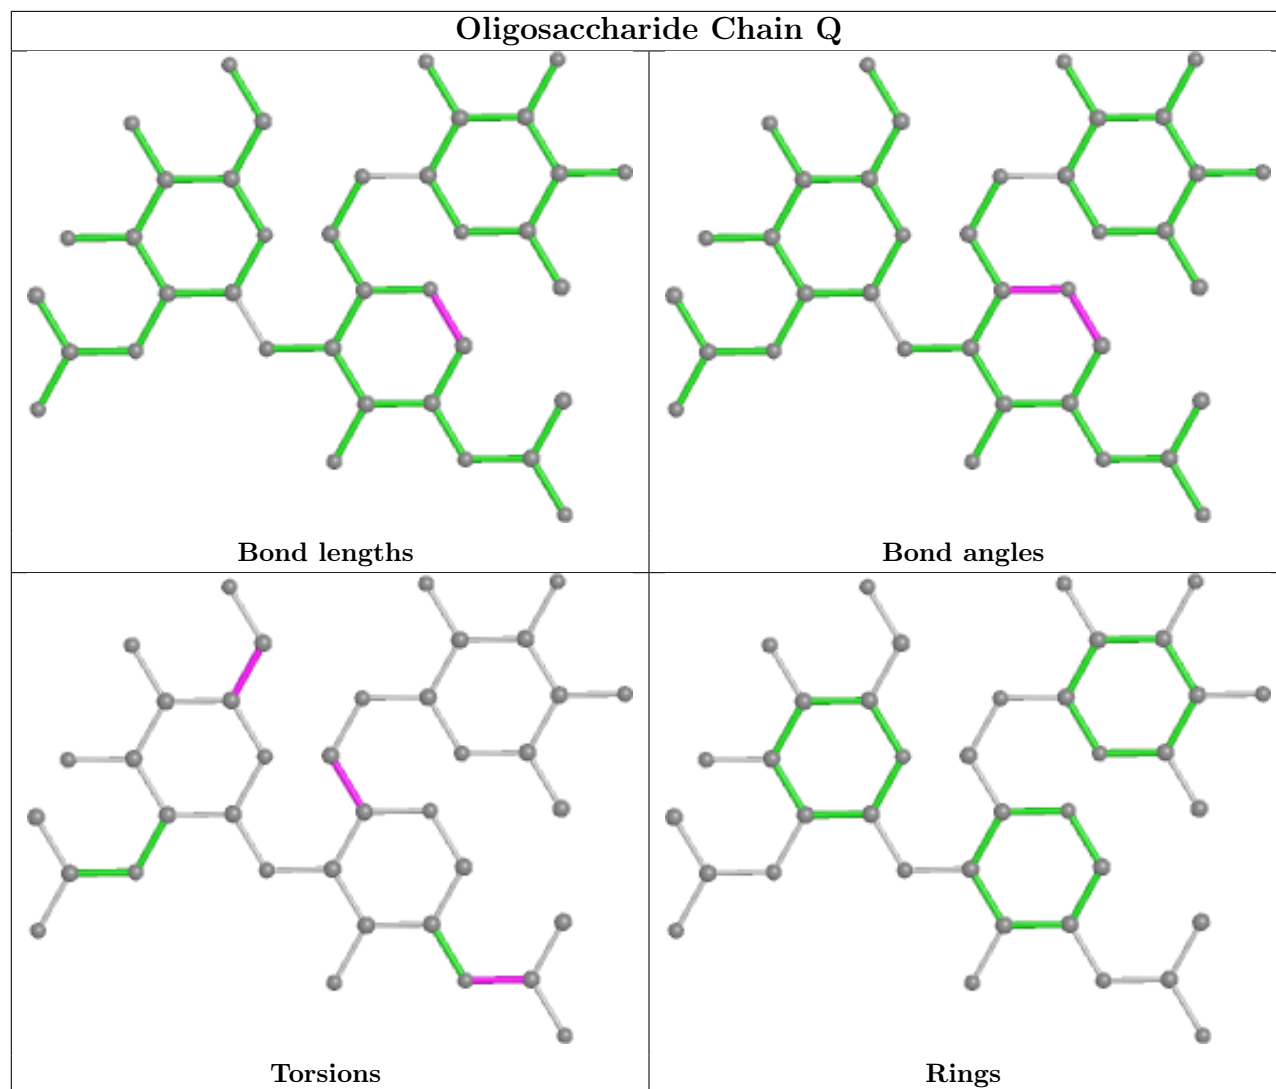 Oligosaccharide Chain Q
Bond lengths
Bond angles
Torsions
Rings